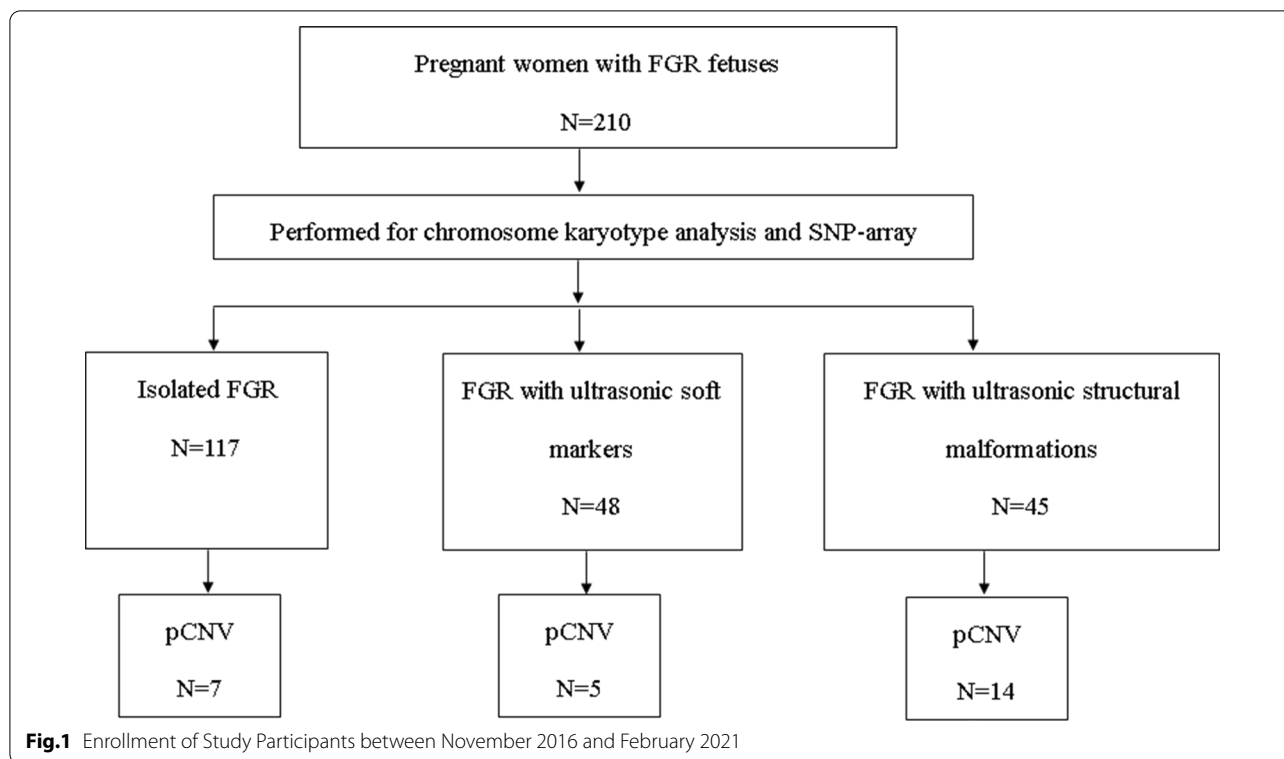 Pregnant women with FGR fetuses
N=210
Performed for chromosome karyotype analysis and SNP-array
Isolated FGR
N=117
FGR with ultrasonic soft
markers
N=48
FGR with ultrasonic structural
malformations
N=45
pCNV
N=7
pCNV
N=5
pCNV
N=14
Fig.1 Enrollment of Study Participants between November 2016 and February 2021